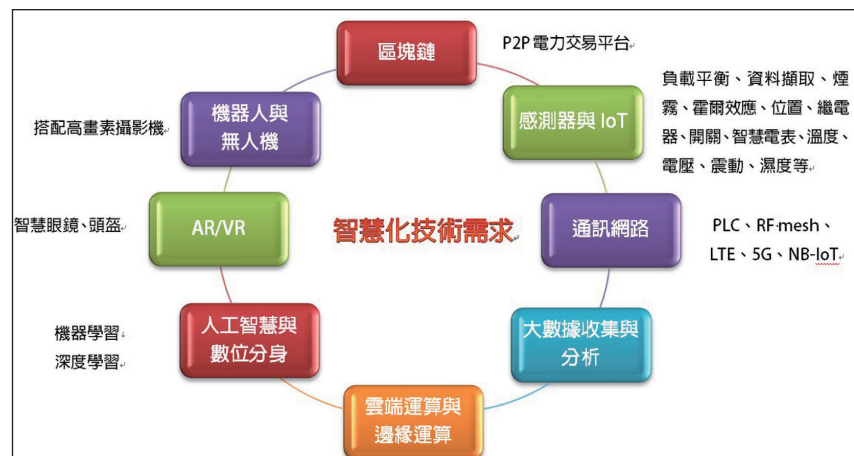 區塊鏈
P2P 電力交易平台
感測器與 IoT
負載平衡、資料擷取、煙
霧、霍爾效應、位置、繼電
器、開關、智慧電表、溫度、
電壓、震動、濕度等
通訊網路
PLC、RF-mesh、
LTE、5G、NB-IoT
大數據收集與
分析
雲端運算與
邊緣運算
人工智慧與
數位分身
機器學習
深度學習
AR/VR
智慧眼鏡、頭盔
機器人與
無人機
搭配高畫素攝影機
智慧化技術需求